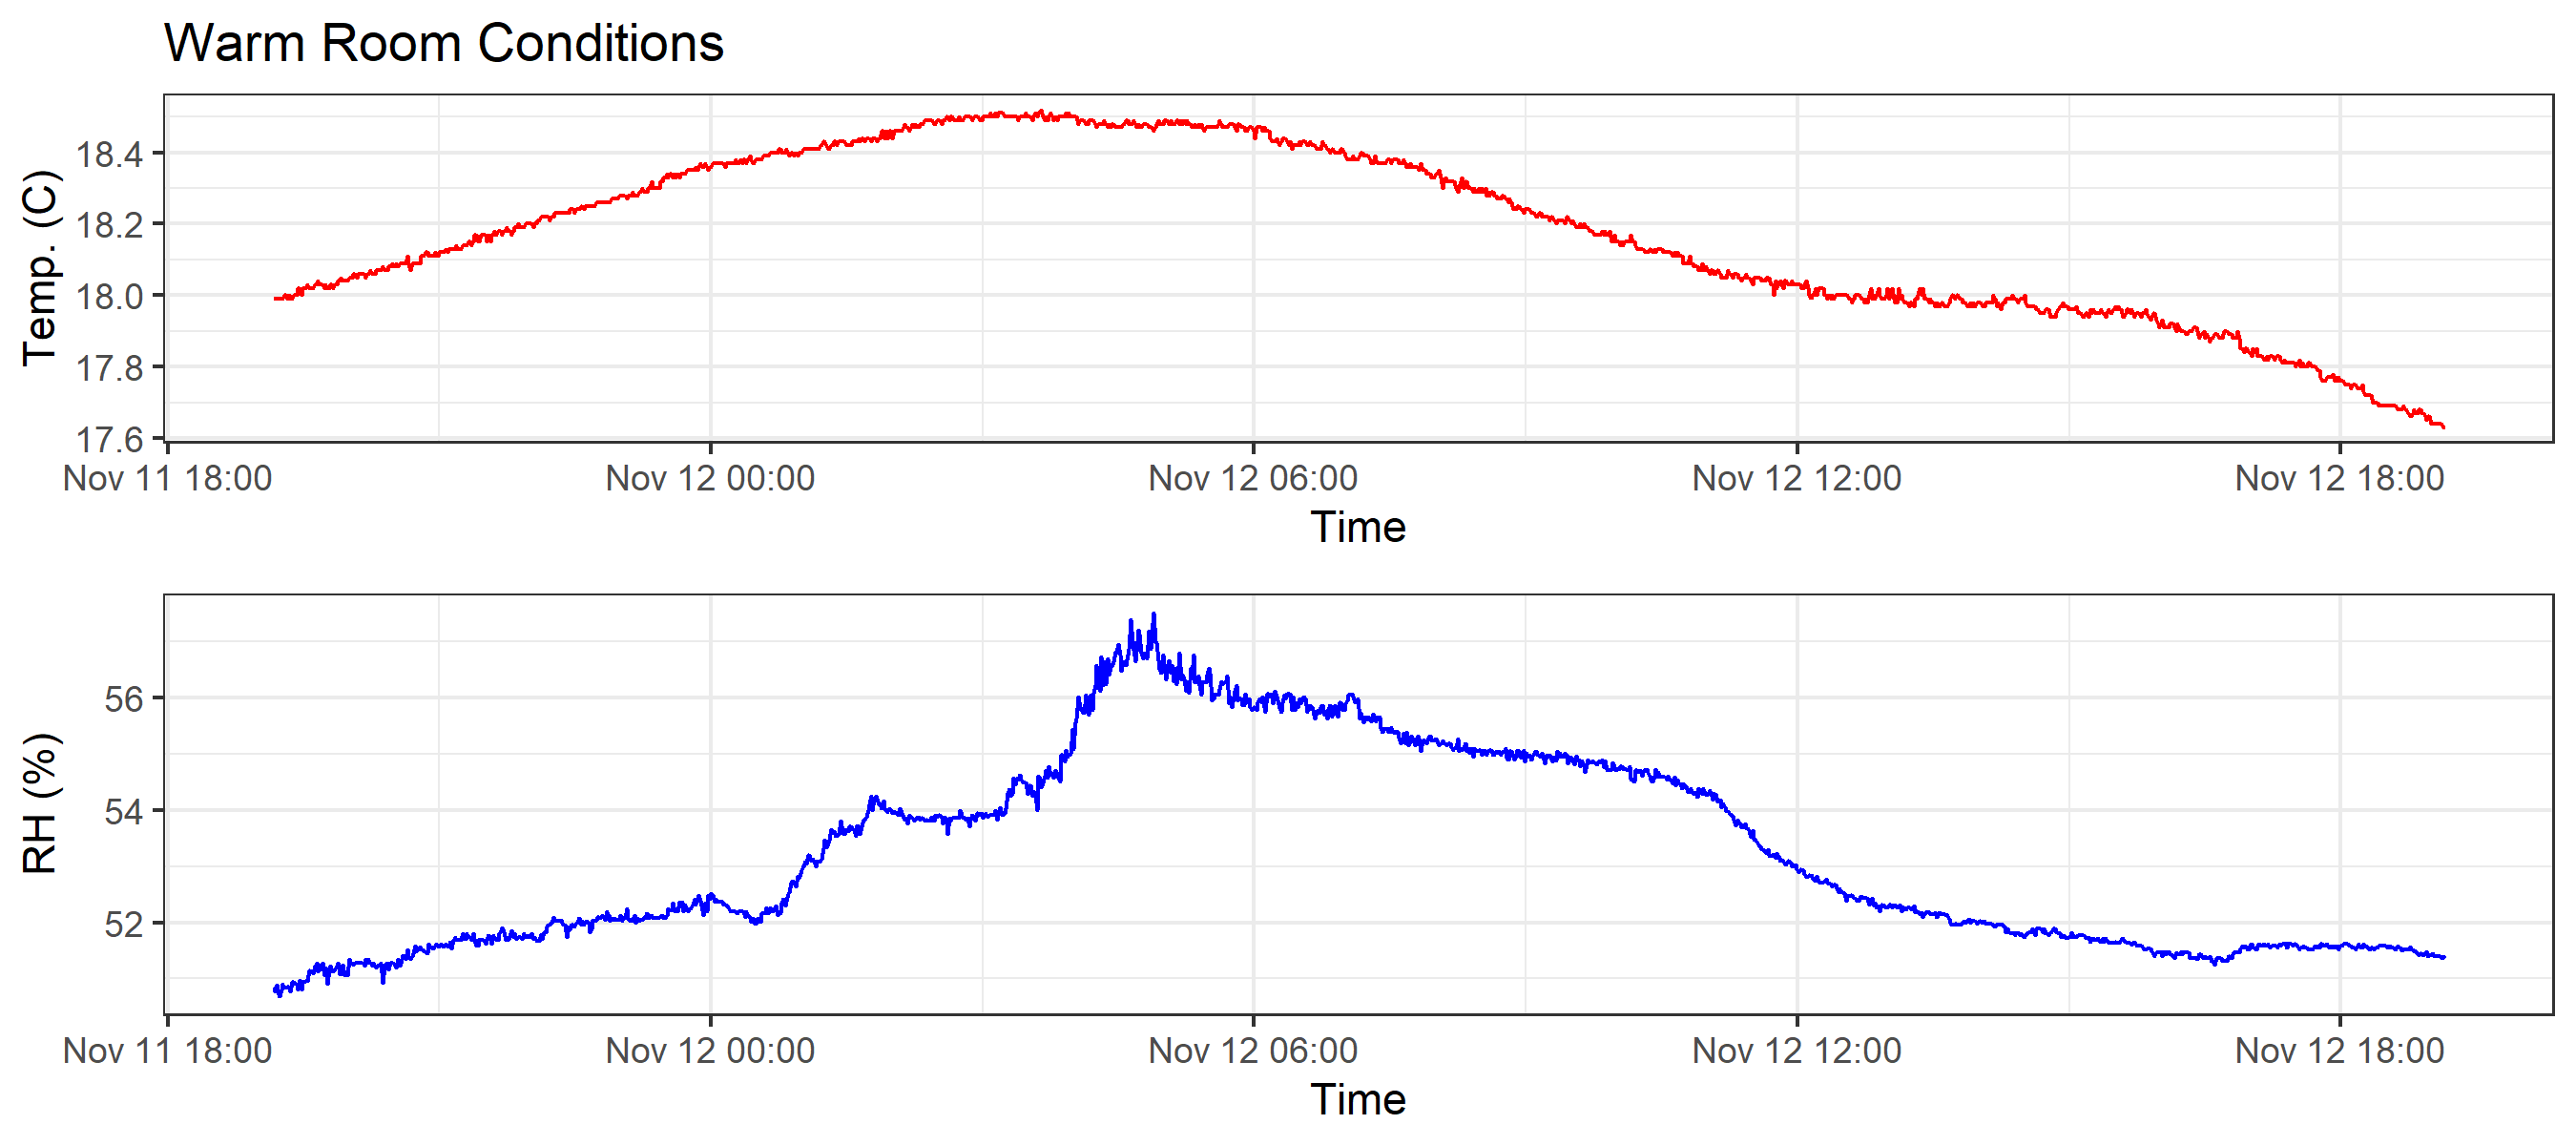 Warm Room Conditions
Temp. (C)
18.4
18.2
18.0
17.8
17.6
Nov 11 18:00 Nov 12 00:00 Nov 12 06:00 Nov 12 12:00 Nov 12 18:00
Time
RH (%)
56
54
52
Nov 11 18:00 Nov 12 00:00 Nov 12 06:00 Nov 12 12:00 Nov 12 18:00
Time